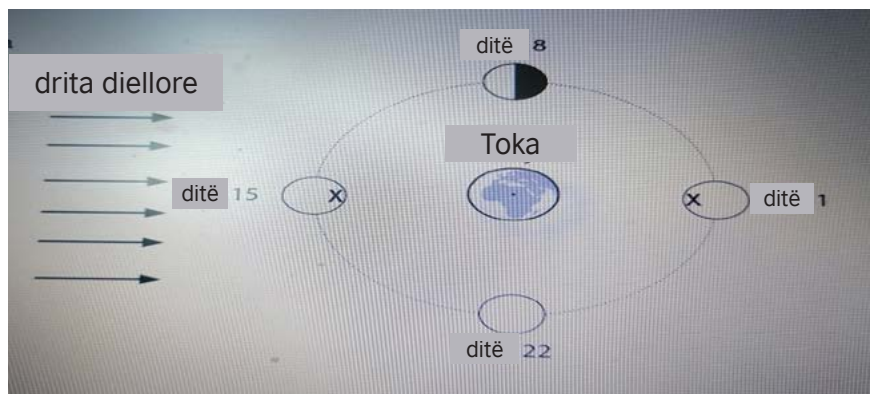 ditë 8
drita diellore
Toka
ditë 15
x
x
ditë 1
ditë 22